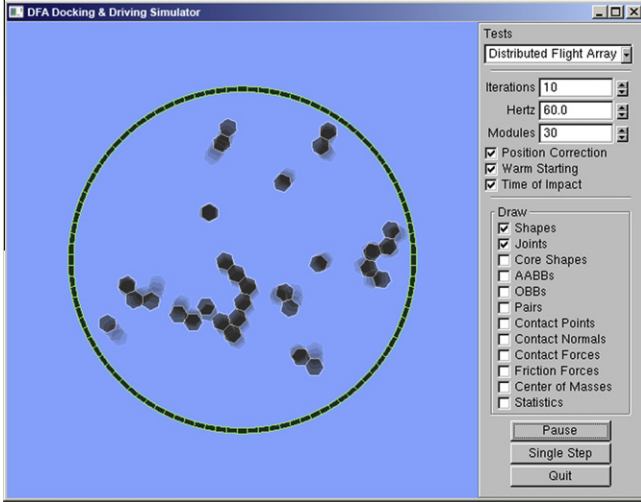 DFA Docking & Driving Simulator
Tests
Distributed Flight Array
Iterations 10
Hertz 60.0
Modules 30
Position Correction
Warm Starting
Time of Impact
Draw
Shapes
Joints
Core Shapes
AABBs
OBBs
Pairs
Contact Points
Contact Normals
Contact Forces
Friction Forces
Center of Masses
Statistics
Pause
Single Step
Quit